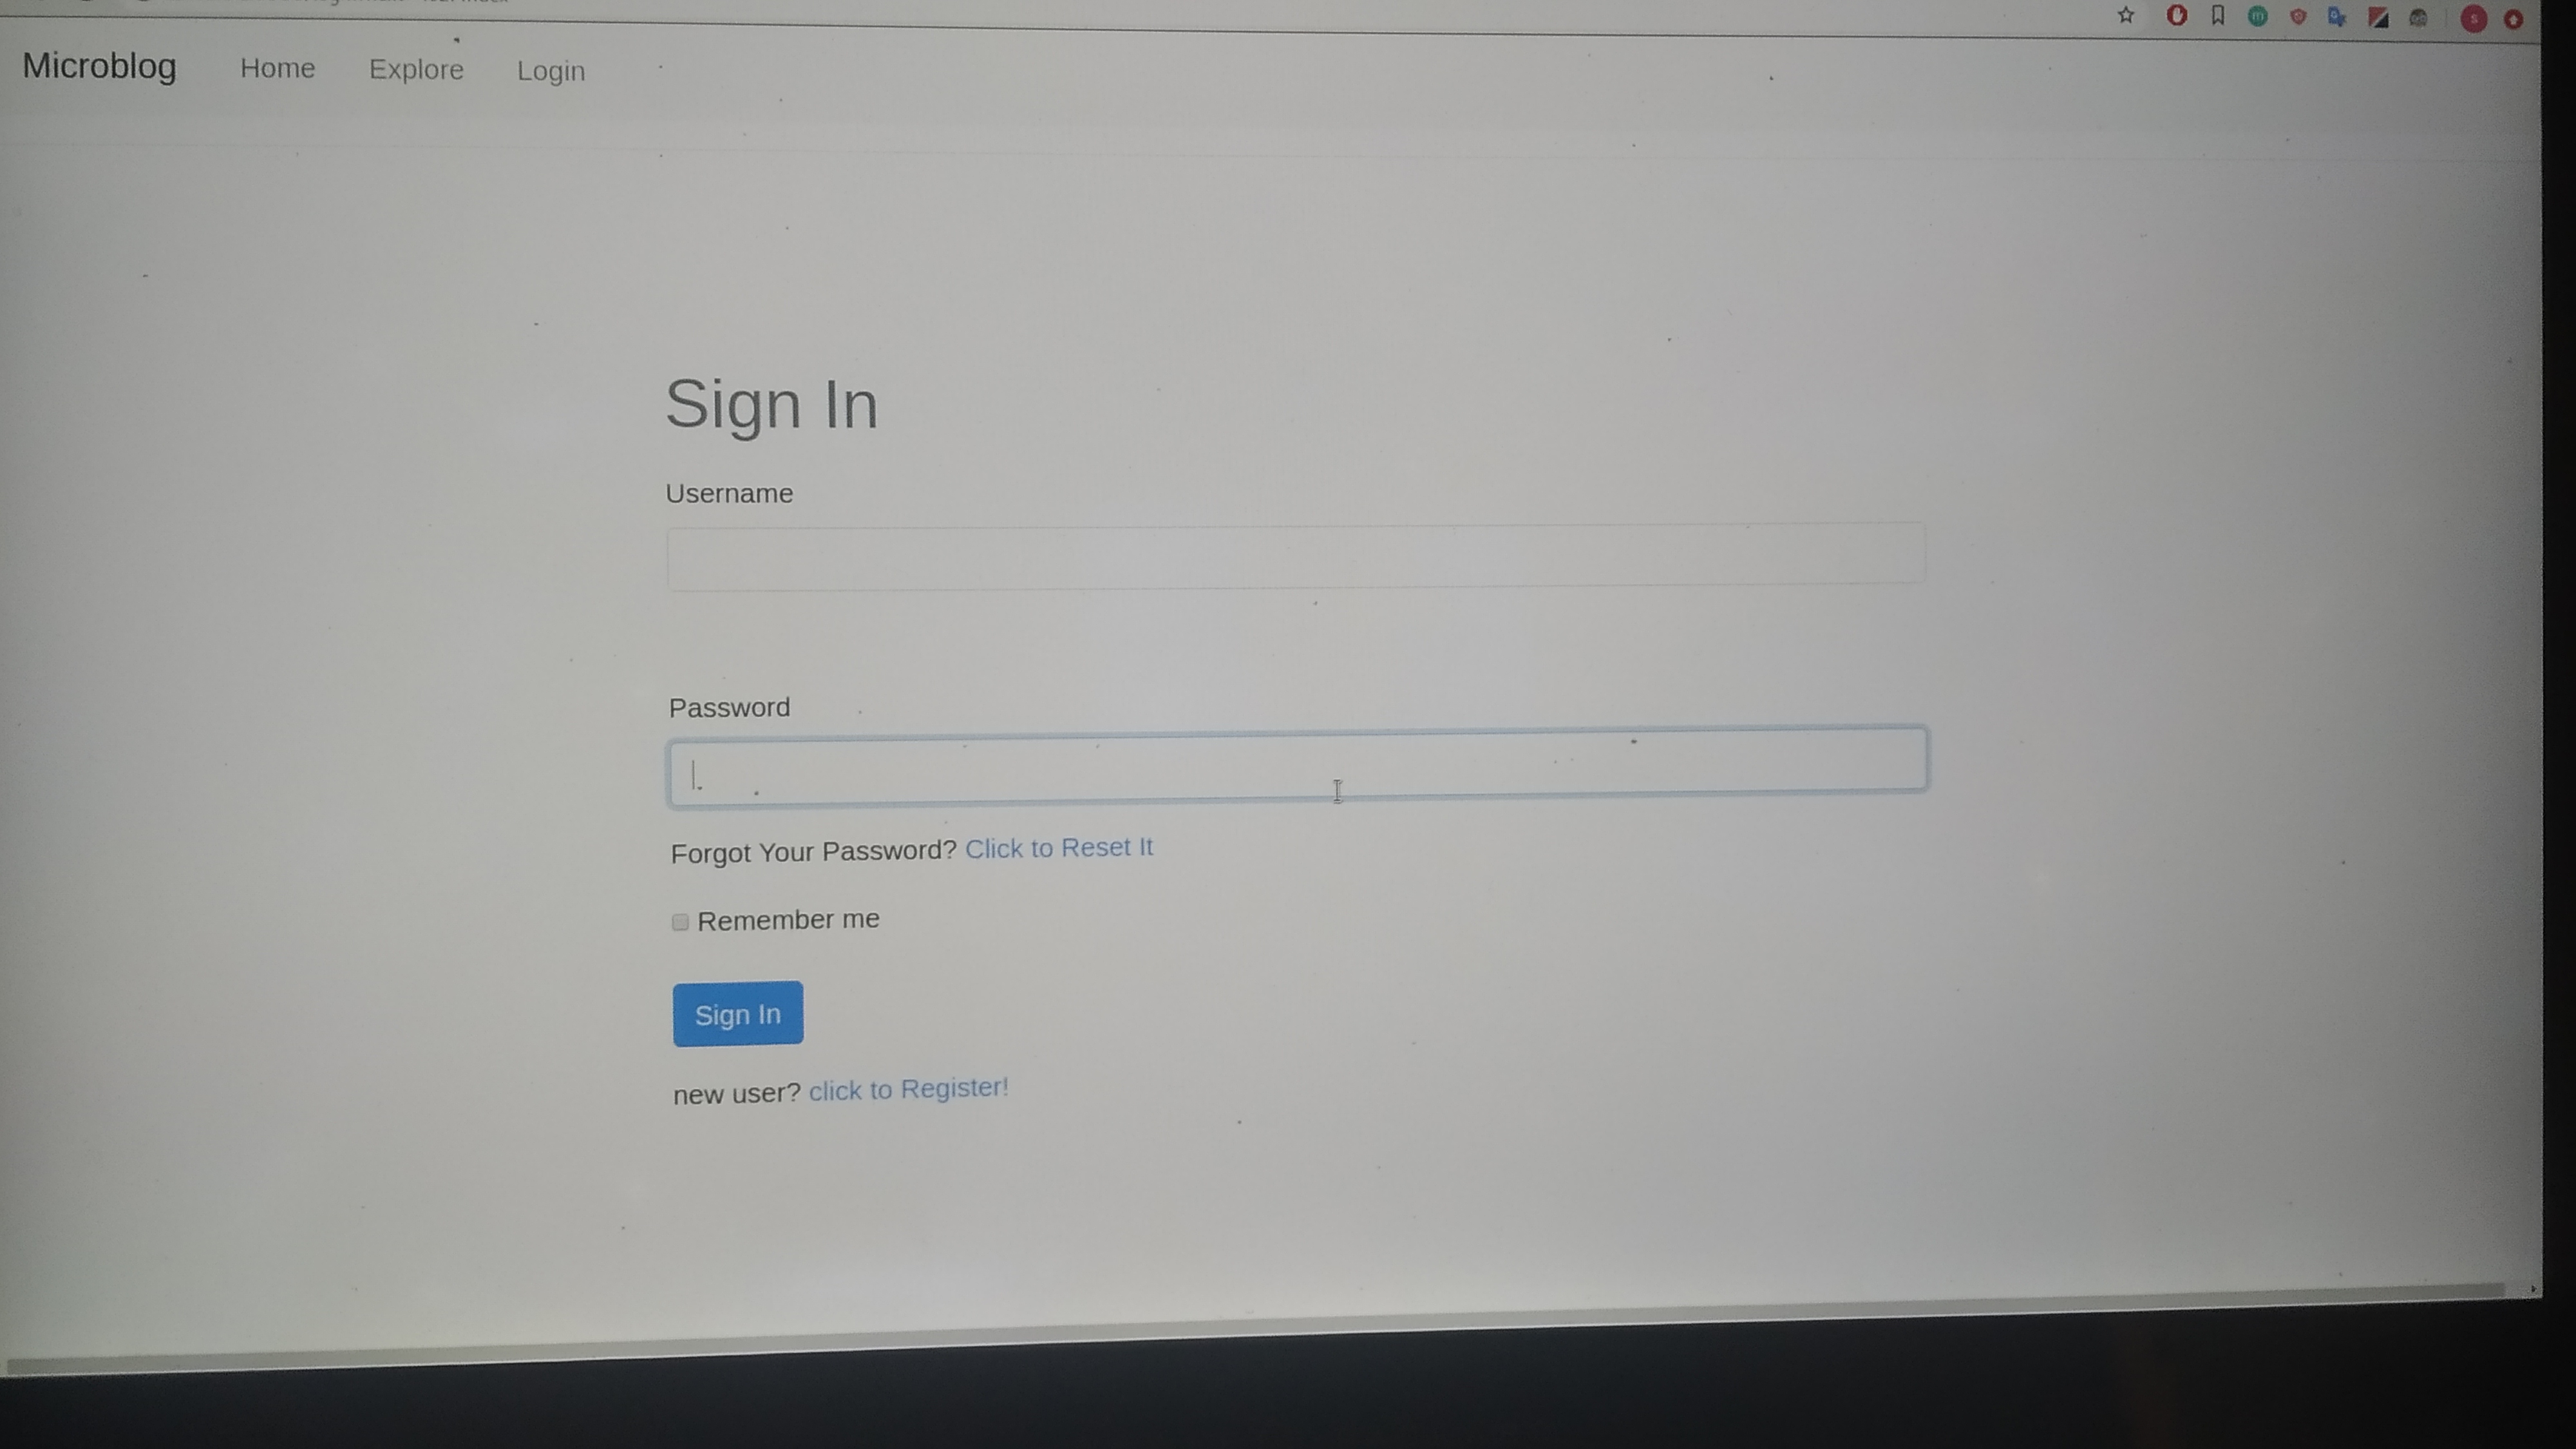 Microblog Home Explore Login
Sign In
Username
Password
Forgot Your Password? Click to Reset It
Remember me
Sign In
new user? click to Register!